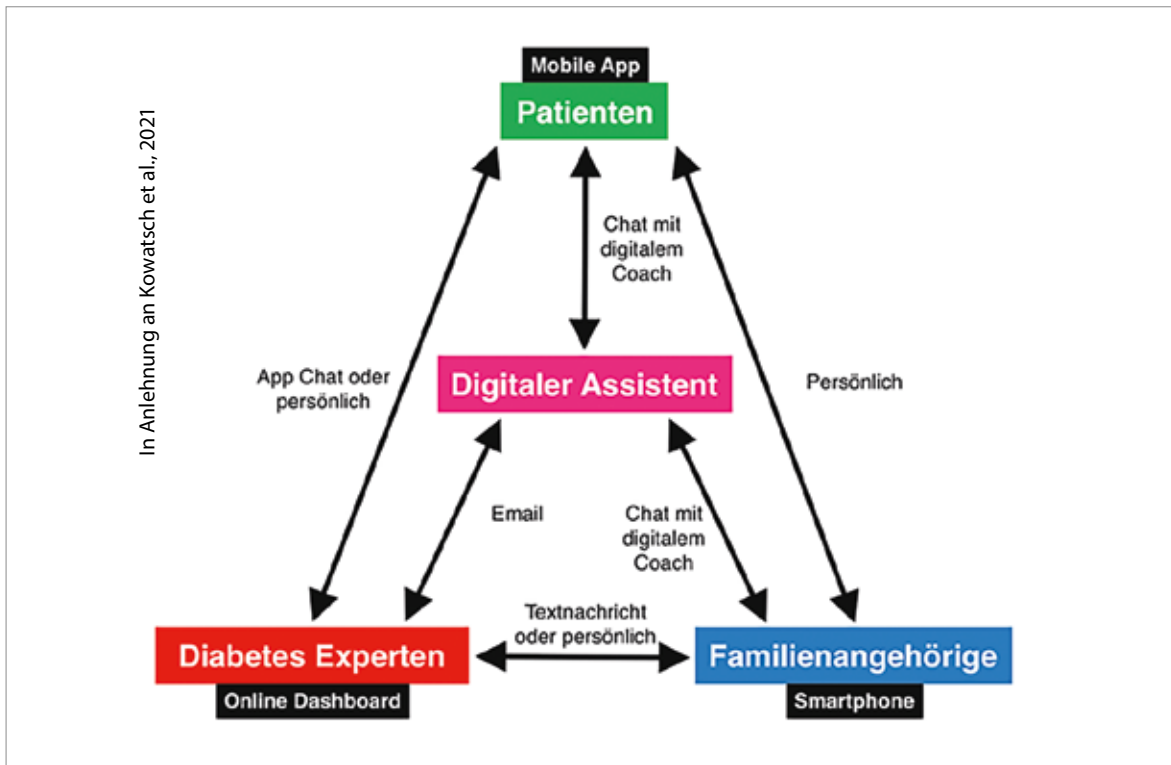 In Anlehnung an Kowatsch et al., 2021
Mobile App
Patienten
Chat mit
digitalem
Coach
App Chat oder
persönlich
Digitaler Assistent
Persönlich
Email
Chat mit
digitalem
Coach
Textnachricht
oder persönlich
Diabetes Experten
Familienangehörige
Online Dashboard
Smartphone